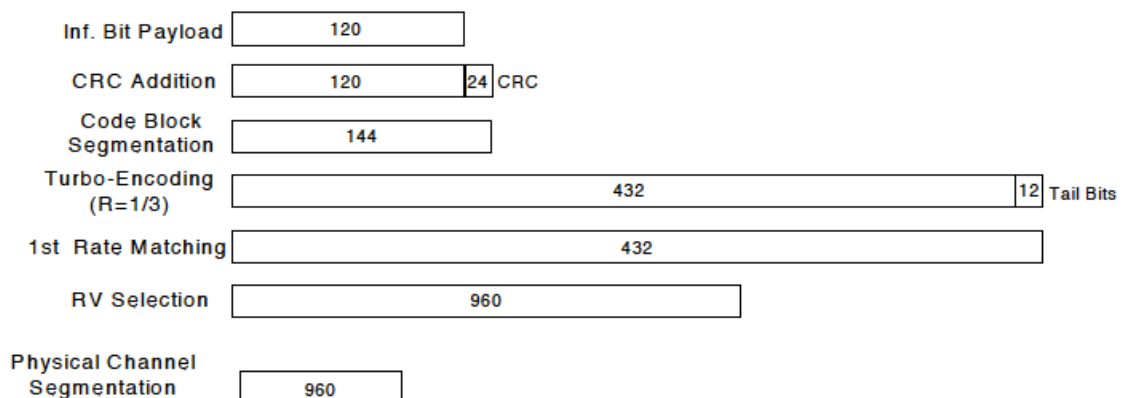 Inf. Bit Payload 120
CRC Addition 120 24 CRC
Code Block
Segmentation 144
Turbo-Encoding
(R=1/3) 432 12 Tail Bits
1st Rate Matching 432
RV Selection 960
Physical Channel
Segmentation 960